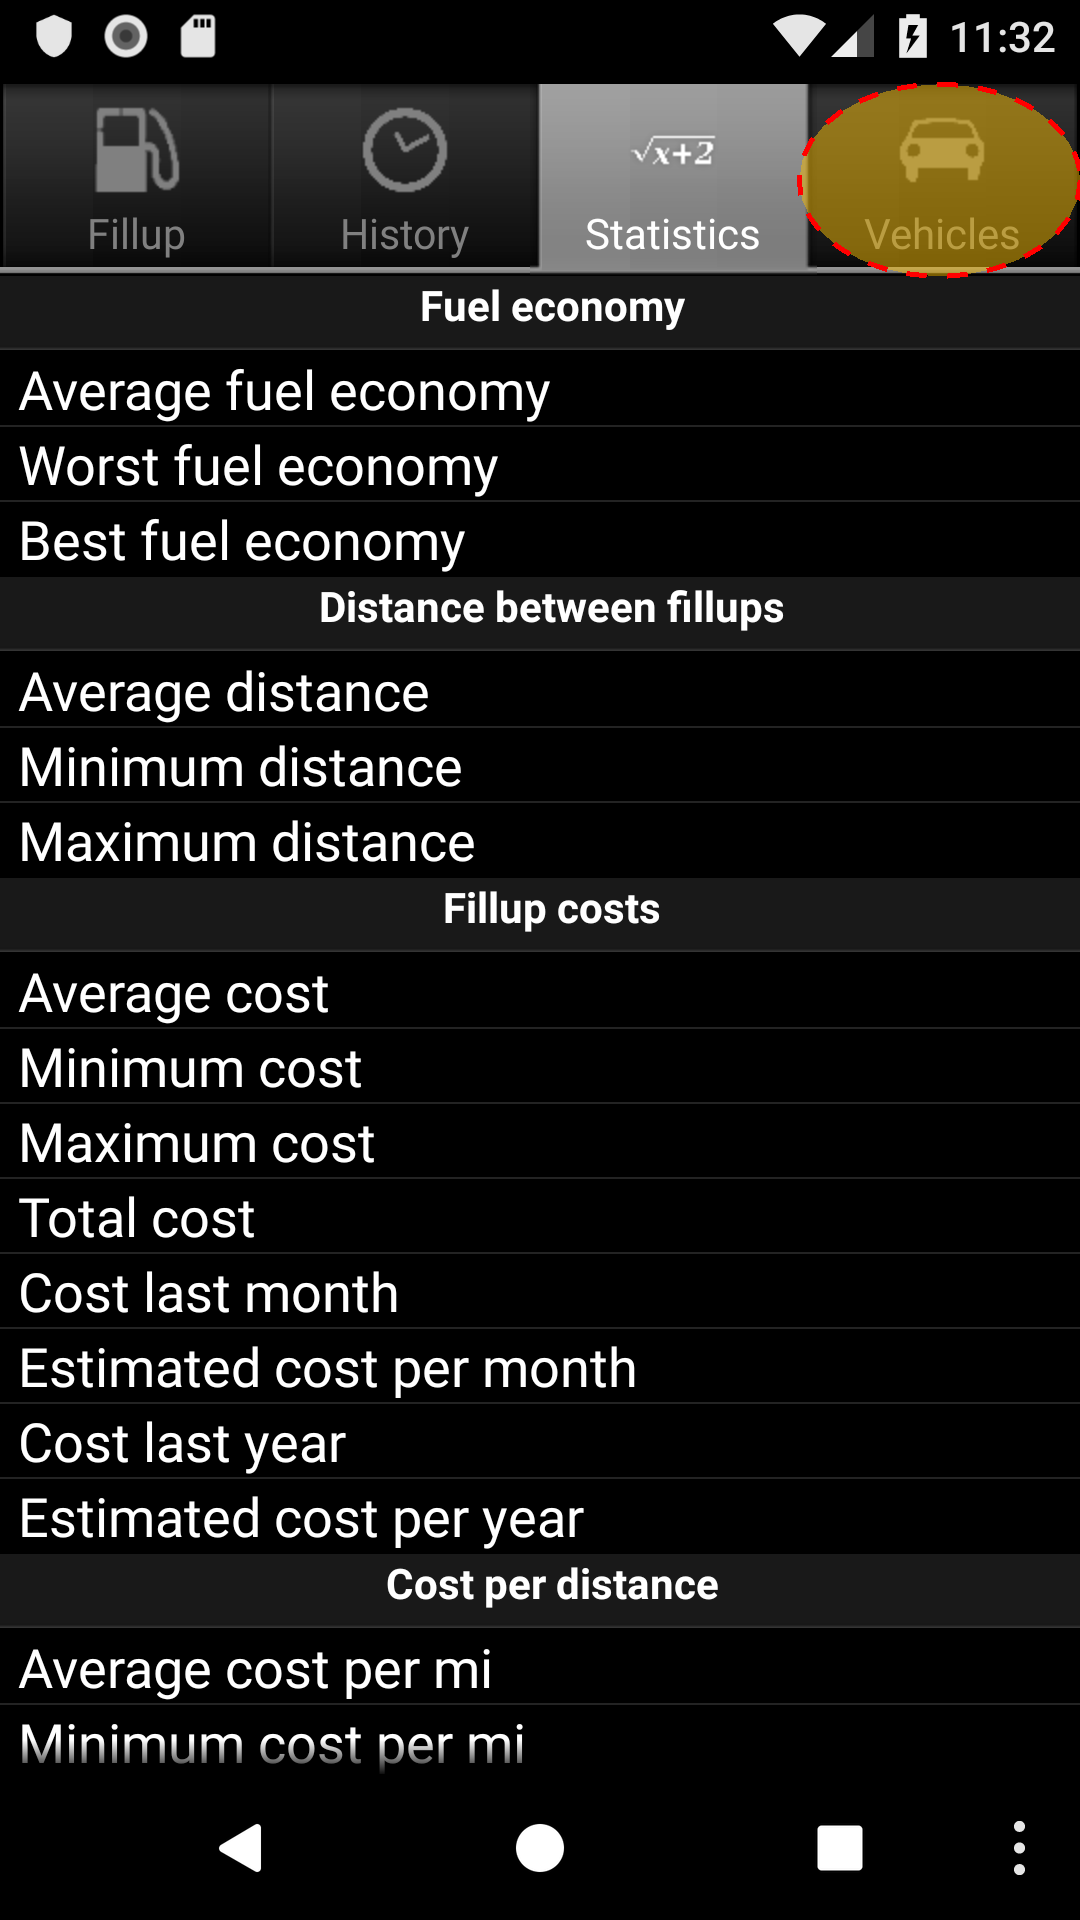 11:32
Fillup
History
√x+2
Statistics
Vehicles
Fuel economy
Average fuel economy
Worst fuel economy
Best fuel economy
Distance between fillups
Average distance
Minimum distance
Maximum distance
Fillup costs
Average cost
Minimum cost
Maximum cost
Total cost
Cost last month
Estimated cost per month
Cost last year
Estimated cost per year
Cost per distance
Average cost per mi
Minimum cost per mi